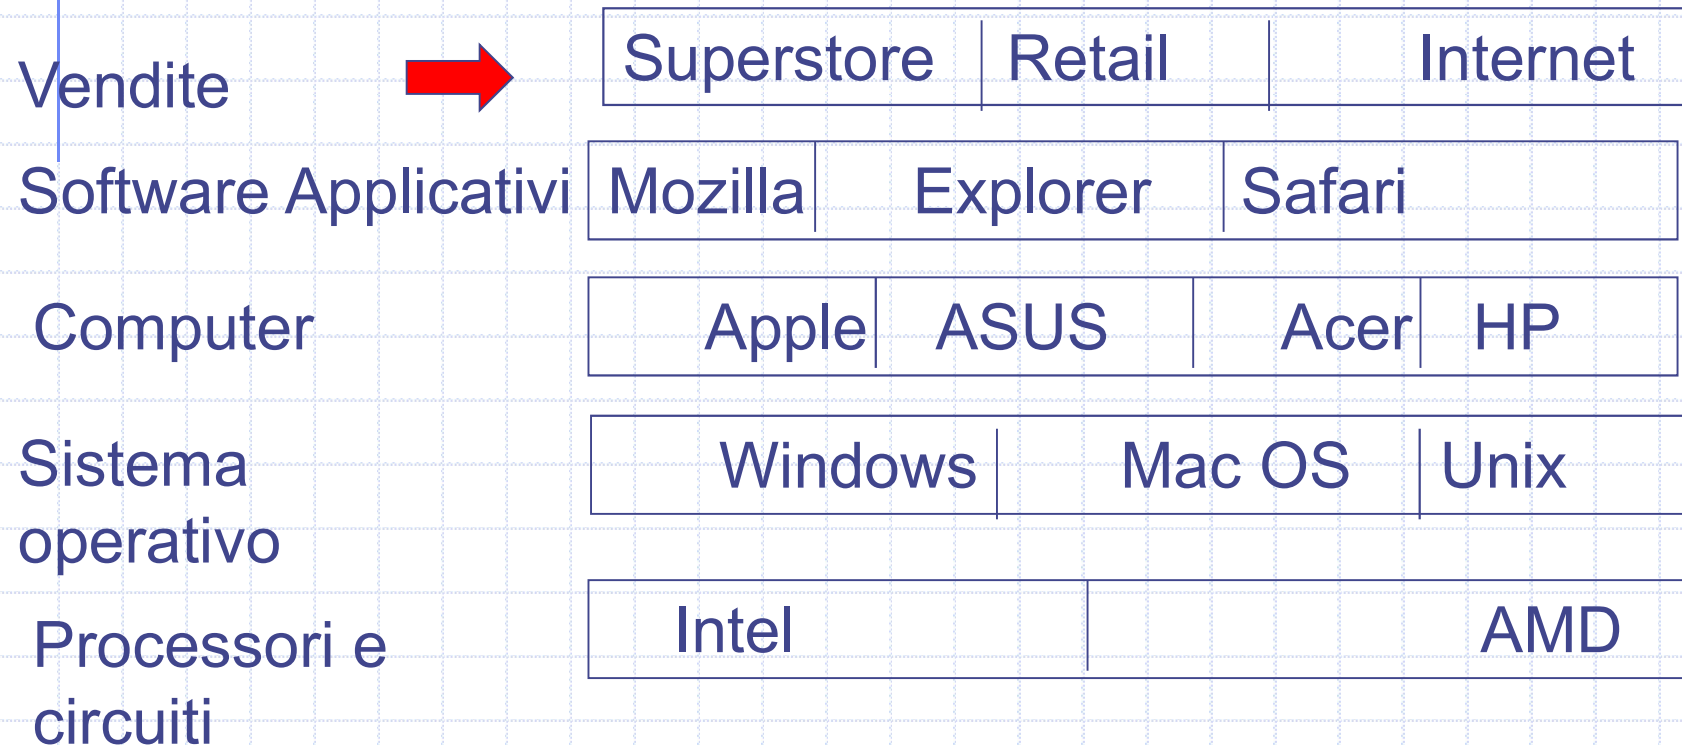 Vendite Superstore Retail Internet
Software Applicativi Mozilla Explorer Safari
Computer Apple ASUS Acer HP
Sistema Windows Mac OS Unix
operativo
Processori e Intel AMD
circuiti